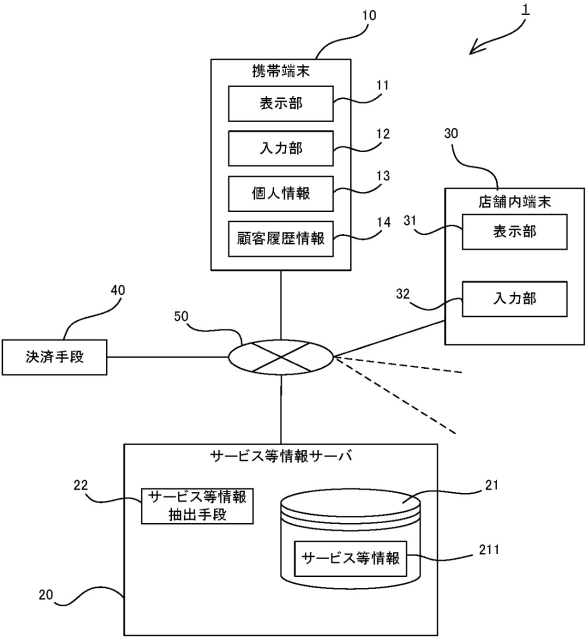 1
10
携帯端末
表示部
11
入力部
12
個人情報
13
顧客履歴情報
14
30
店舗内端末
31
表示部
32
入力部
40
決済手段
50
サービス等情報サーバ
22
サービス等情報
抽出手段
21
サービス等情報
211
20